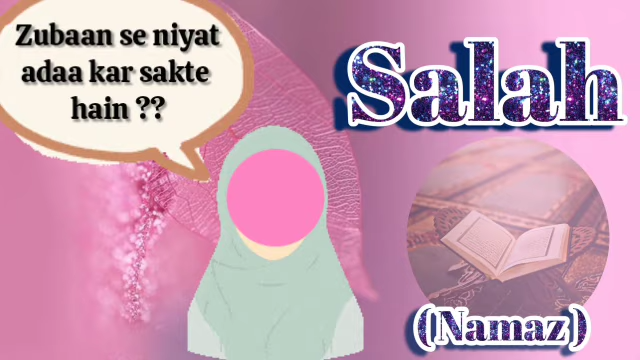 Zubaan se niyat
adaa kar sakte
hain ??
Salah
(Namaz)